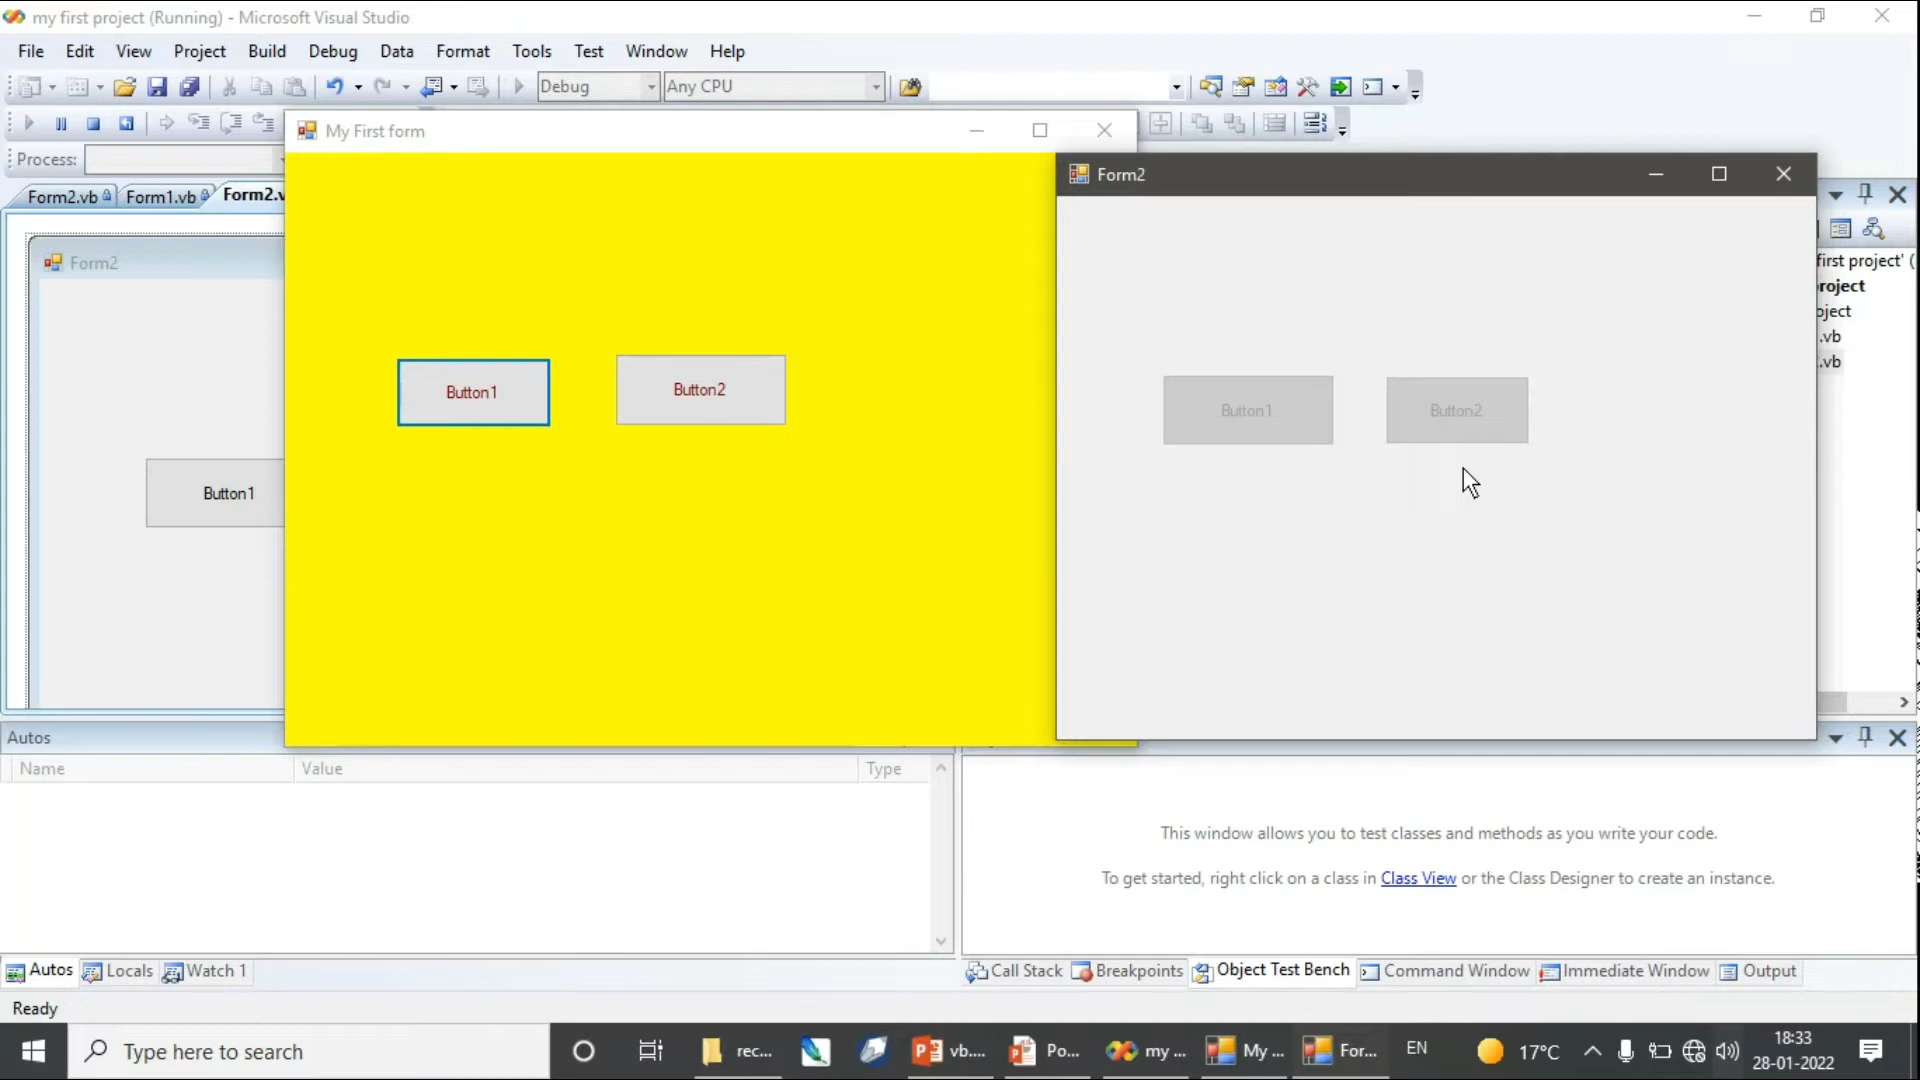 my first project (Running) - Microsoft Visual Studio
File Edit View Project Build Debug Data Format Tools Test Window Help
Debug Any CPU
My First form
Process:
Form2
Form2.vb Form1.vb Form2.v
Form2
first project' (
roject
oject
.vb
.vb
Button1 Button2
Button1 Button2
Button1
Autos
Name Value Type
This window allows you to test classes and methods as you write your code.
To get started, right click on a class in Class View or the Class Designer to create an instance.
Autos Locals Watch 1
Call Stack Breakpoints Object Test Bench Command Window Immediate Window Output
Ready
Type here to search
rec... vb.... Po... my ... My ... For... EN 17°C
18:33
28-01-2022